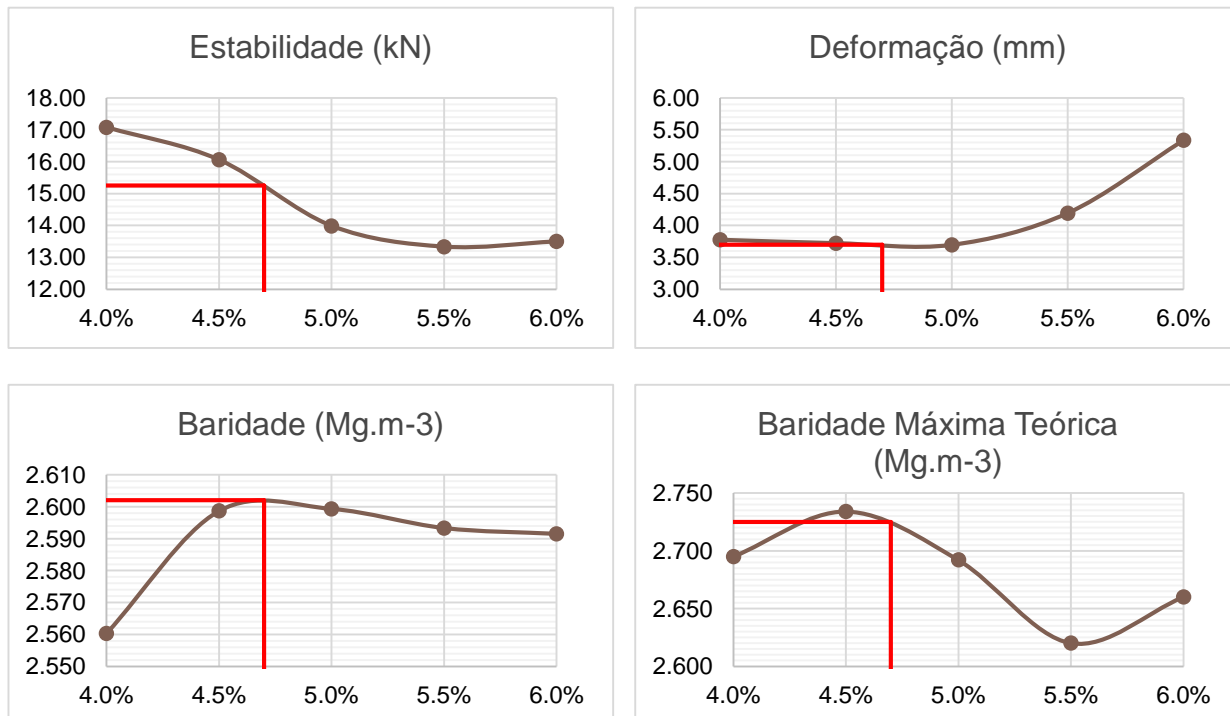 Estabilidade (kN)
18.00
17.00
16.00
15.00
14.00
13.00
12.00
4.0% 4.5% 5.0% 5.5% 6.0%
Deformação (mm)
6.00
5.50
5.00
4.50
4.00
3.50
3.00
4.0% 4.5% 5.0% 5.5% 6.0%
Baridade (Mg.m-3)
2.610
2.600
2.590
2.580
2.570
2.560
2.550
4.0% 4.5% 5.0% 5.5% 6.0%
Baridade Máxima Teórica
(Mg.m-3)
2.750
2.700
2.650
2.600
4.0% 4.5% 5.0% 5.5% 6.0%